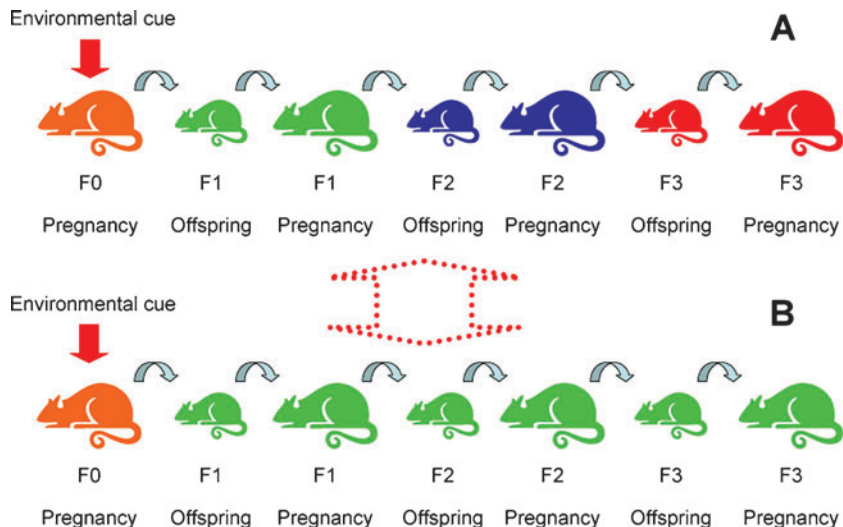 Environmental cue
A
F0 F1 F1 F2 F2 F3 F3
Pregnancy Offspring Pregnancy Offspring Pregnancy Offspring Pregnancy
Environmental cue
B
F0 F1 F1 F2 F2 F3 F3
Pregnancy Offspring Pregnancy Offspring Pregnancy Offspring Pregnancy